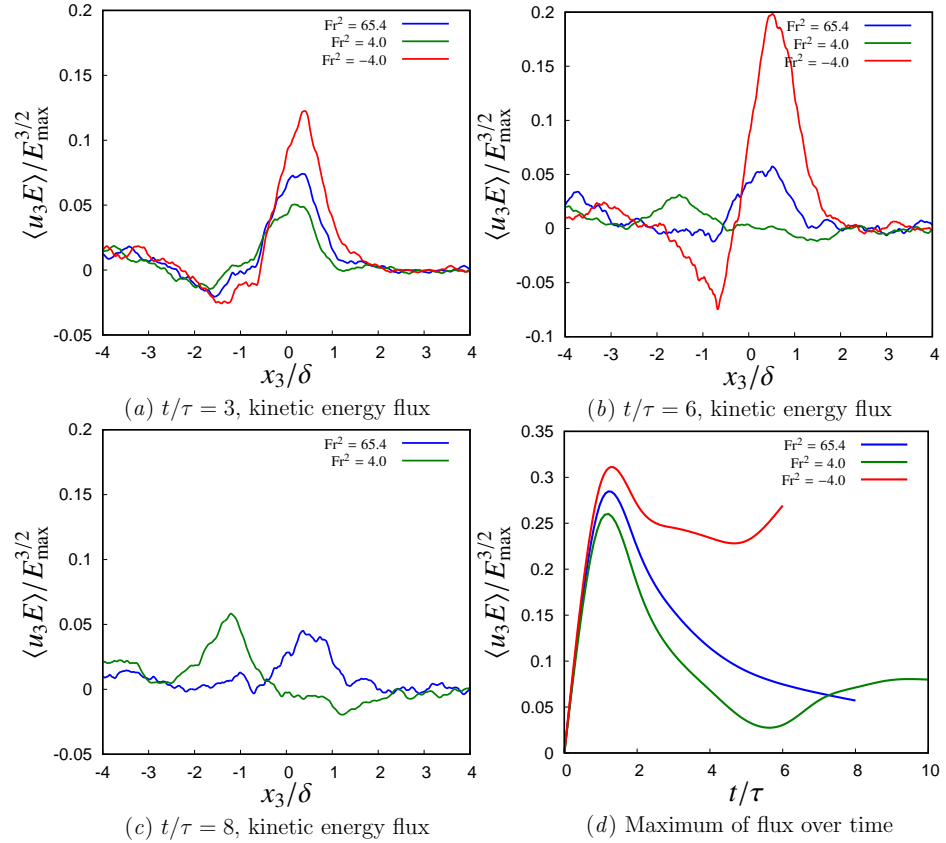 0.2
0.15
0.1
0.05
0
-0.05
⟨u₃E⟩/E_max^{3/2}
Fr² = 65.4
Fr² = 4.0
Fr² = −4.0
-4 -3 -2 -1 0 1 2 3 4
x₃/δ
(a) t/τ = 3, kinetic energy flux
0.2
0.15
0.1
0.05
0
-0.05
-0.1
⟨u₃E⟩/E_max^{3/2}
Fr² = 65.4
Fr² = 4.0
Fr² = −4.0
-4 -3 -2 -1 0 1 2 3 4
x₃/δ
(b) t/τ = 6, kinetic energy flux
0.2
0.15
0.1
0.05
0
-0.05
⟨u₃E⟩/E_max^{3/2}
Fr² = 65.4
Fr² = 4.0
-4 -3 -2 -1 0 1 2 3 4
x₃/δ
(c) t/τ = 8, kinetic energy flux
0.35
0.3
0.25
0.2
0.15
0.1
0.05
0
⟨u₃E⟩/E_max^{3/2}
Fr² = 65.4
Fr² = 4.0
Fr² = −4.0
0 2 4 6 8 10
t/τ
(d) Maximum of flux over time